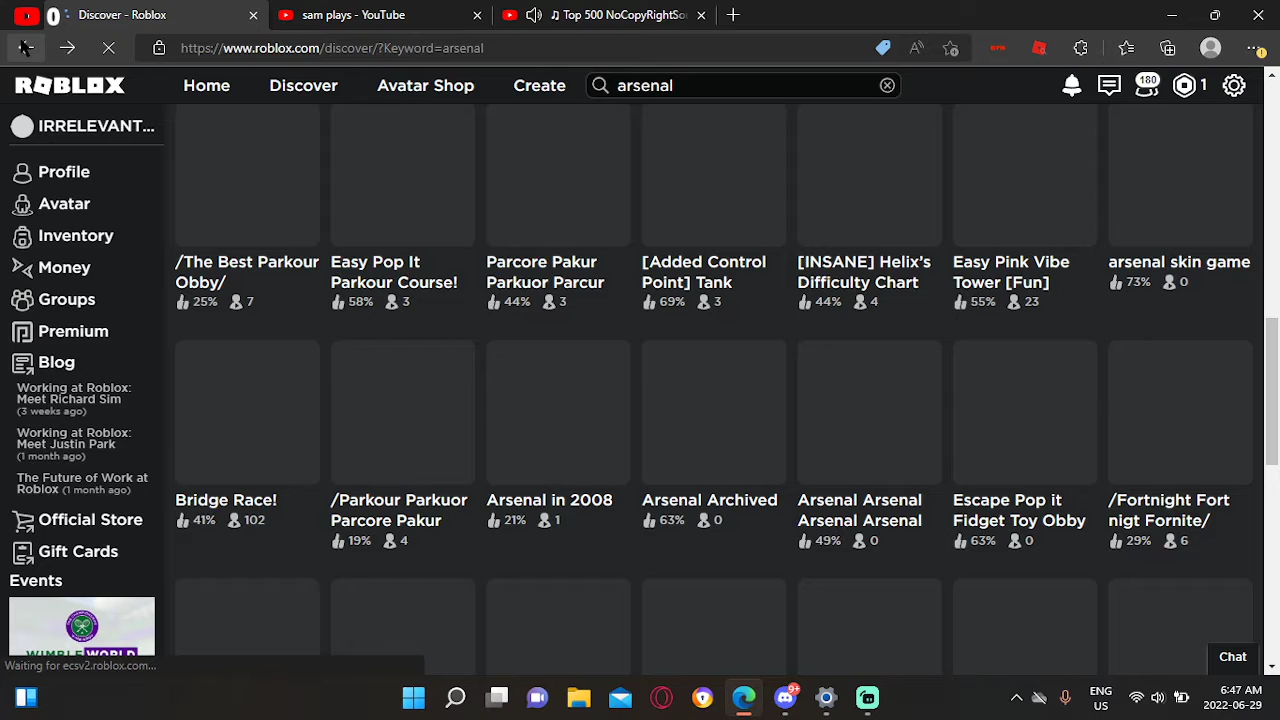 0 Discover - Roblox
sam plays - YouTube
♫ Top 500 NoCopyRightSou
https://www.roblox.com/discover/?Keyword=arsenal
ROBLOX
Home
Discover
Avatar Shop
Create
arsenal
180
1
IRRELEVANT...
Profile
Avatar
Inventory
Money
Groups
Premium
Blog
Working at Roblox:
Meet Richard Sim
(3 weeks ago)
Working at Roblox:
Meet Justin Park
(1 month ago)
The Future of Work at
Roblox (1 month ago)
Official Store
Gift Cards
Events
/The Best Parkour
Obby/
25% 7
Easy Pop It
Parkour Course!
58% 3
Parcore Pakur
Parkuor Parcur
44% 3
[Added Control
Point] Tank
69% 3
[INSANE] Helix's
Difficulty Chart
44% 4
Easy Pink Vibe
Tower [Fun]
55% 23
arsenal skin game
73% 0
Bridge Race!
41% 102
/Parkour Parkuor
Parcore Pakur
19% 4
Arsenal in 2008
21% 1
Arsenal Archived
63% 0
Arsenal Arsenal
Arsenal Arsenal
49% 0
Escape Pop it
Fidget Toy Obby
63% 0
/Fortnight Fort
nigt Fornite/
29% 6
Chat
Waiting for ecsv2.roblox.com...
9+
ENG
US
:47 AM
2022-06-29